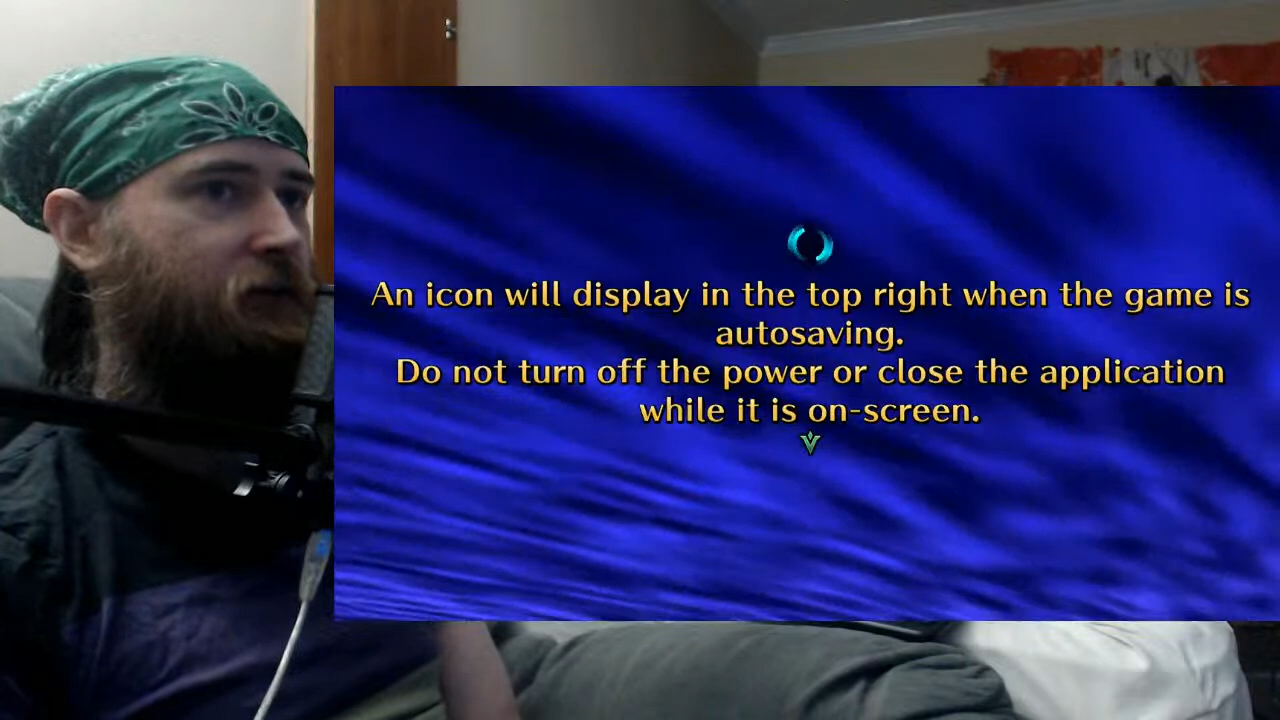 An icon will display in the top right when the game is
autosaving.
Do not turn off the power or close the application
while it is on-screen.